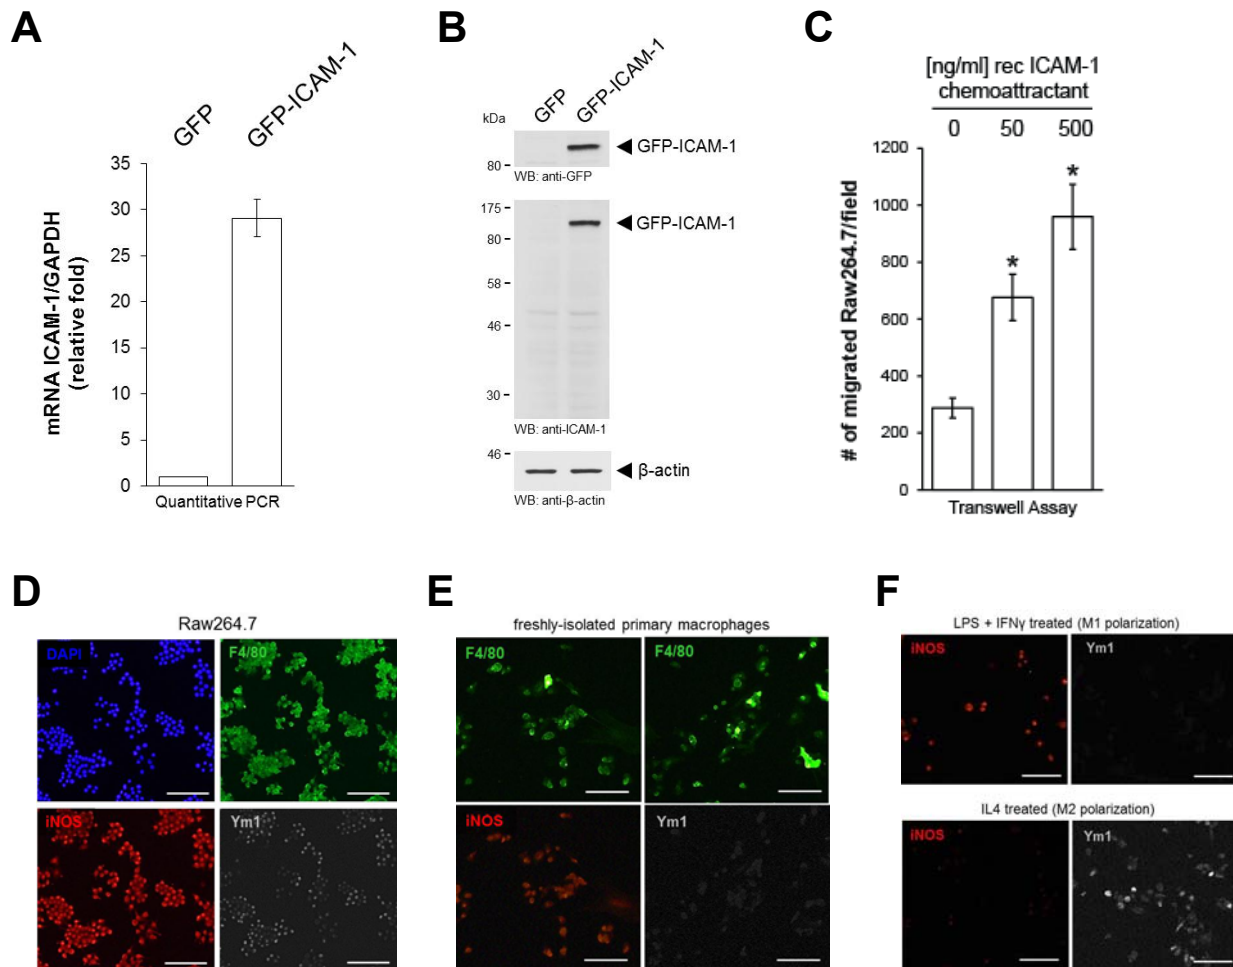 A
GFP
GFP-ICAM-1
mRNA ICAM-1/GAPDH
(relative fold)
35
30
25
20
15
10
5
0
Quantitative PCR
B
GFP
GFP-ICAM-1
kDa
GFP-ICAM-1
80
WB: anti-GFP
175
GFP-ICAM-1
80
58
46
30
WB: anti-ICAM-1
46
β-actin
WB: anti-β-actin
C
[ng/ml] rec ICAM-1
chemoattractant
0 50 500
# of migrated Raw264.7/field
1200
1000
800
600
400
200
0
* *
Transwell Assay
D
Raw264.7
DAPI
F4/80
iNOS
Ym1
E
freshly-isolated primary macrophages
F4/80
F4/80
iNOS
Ym1
F
LPS + IFNγ treated (M1 polarization)
iNOS
Ym1
IL4 treated (M2 polarization)
iNOS
Ym1